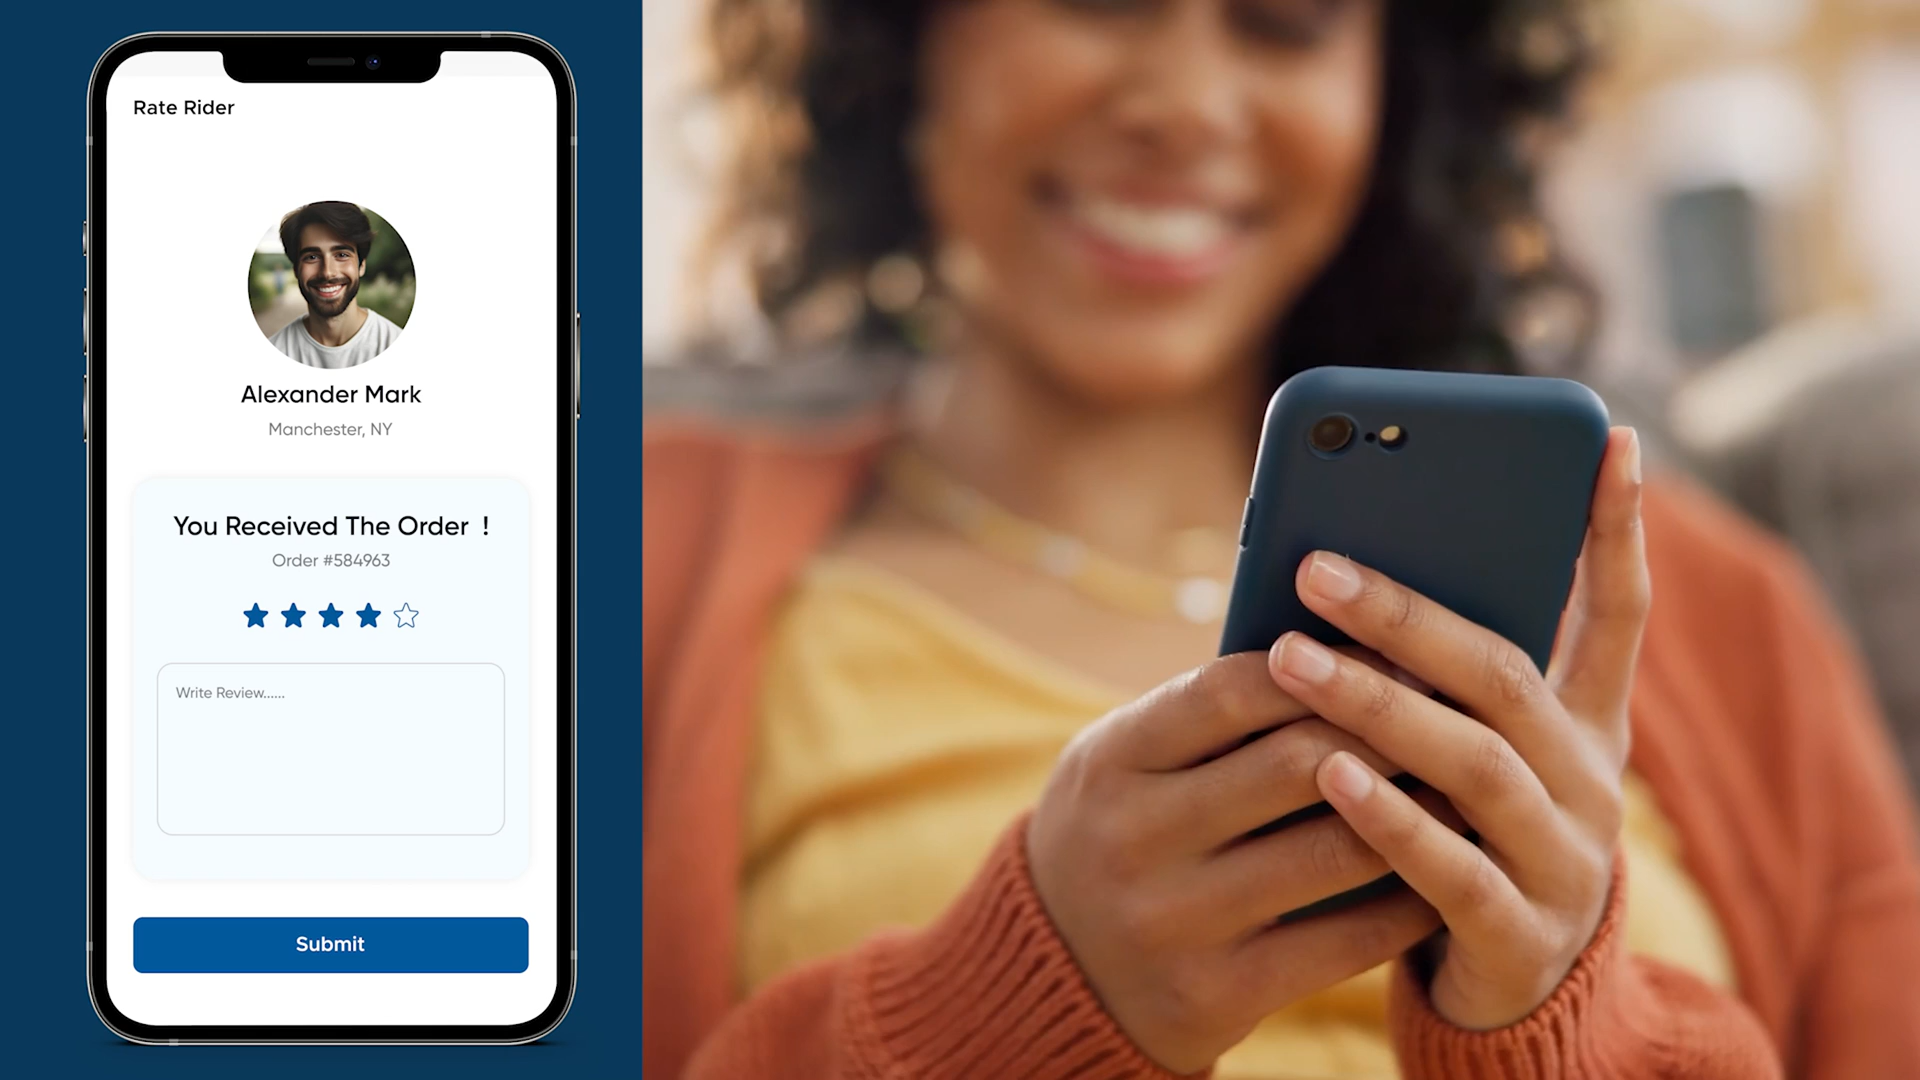 Rate Rider
Alexander Mark
Manchester, NY
You Received The Order !
Order #584963
Write Review......
Submit